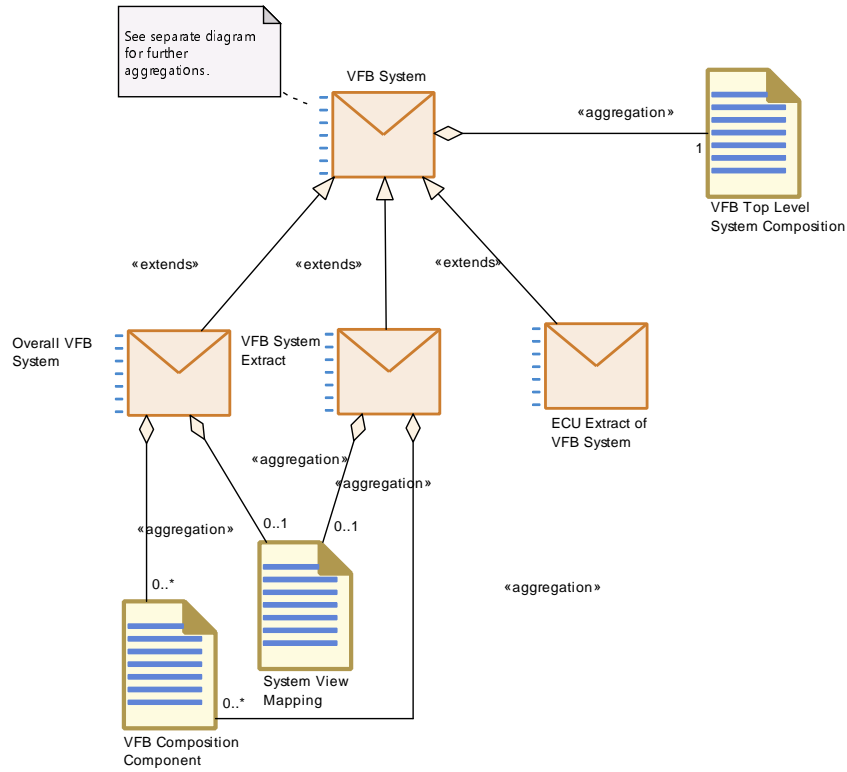 See separate diagram
for further
aggregations.
VFB System
«aggregation»
1
VFB Top Level
System Composition
«extends»
«extends»
«extends»
Overall VFB
System
VFB System
Extract
ECU Extract of
VFB System
«aggregation»
«aggregation»
«aggregation»
0..1
0..1
0..*
«aggregation»
System View
Mapping
0..*
VFB Composition
Component